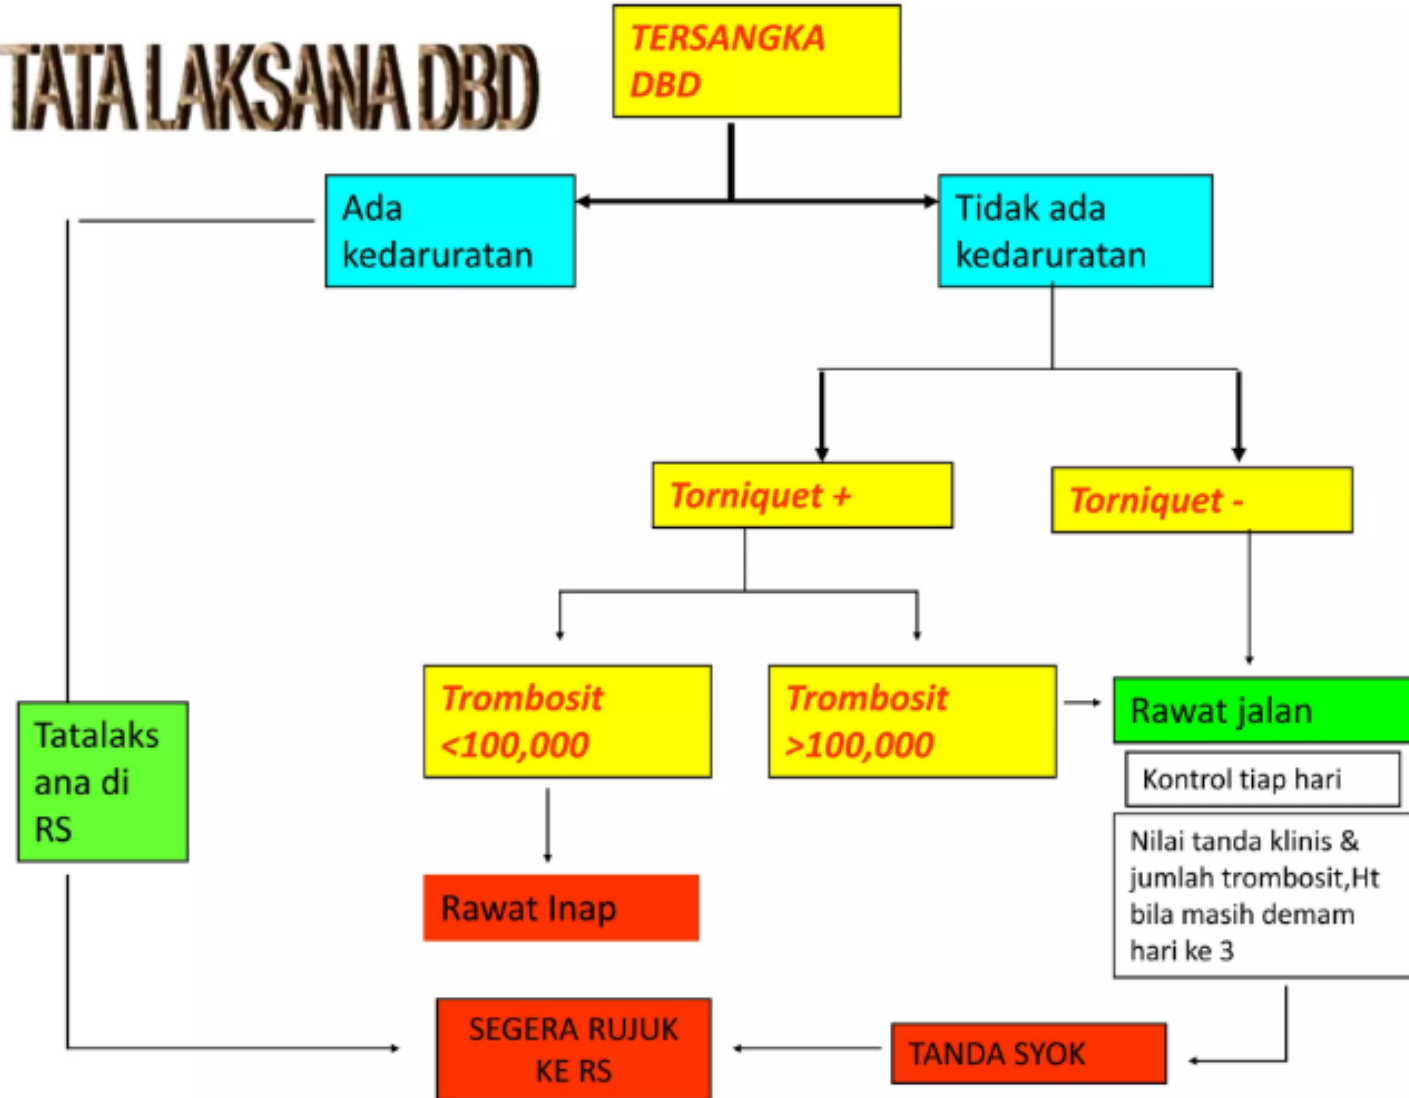 TATA LAKSANA DBD
TERSANGKA
DBD
Ada
kedaruratan
Tidak ada
kedaruratan
Torniquet +
Torniquet -
Trombosit
<100,000
Trombosit
>100,000
Rawat jalan
Tatalaks
ana di
RS
Kontrol tiap hari
Nilai tanda klinis &
jumlah trombosit,Ht
bila masih demam
hari ke 3
Rawat Inap
SEGERA RUJUK
KE RS
TANDA SYOK